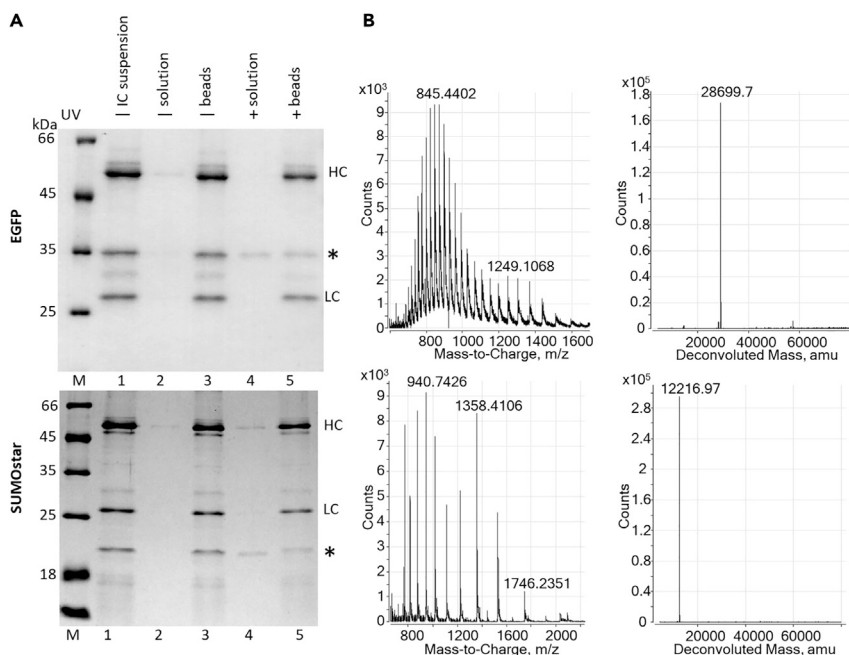 A
B
UV
— IC suspension
— solution
— beads
+ solution
+ beads
kDa
66
45
35
25
EGFP
HC
*
LC
M 1 2 3 4 5
66
45
35
25
18
SUMOstar
HC
LC
*
M 1 2 3 4 5
x10³
845.4402
9
8
7
6
5
4
3
2
1
0
Counts
1249.1068
800 1000 1200 1400 1600
Mass-to-Charge, m/z
x10⁵
28699.7
1.8
1.6
1.4
1.2
1
0.8
0.6
0.4
0.2
0
Counts
20000 40000 60000
Deconvoluted Mass, amu
x10³
940.7426
1358.4106
9
8
7
6
5
4
3
2
1
0
Counts
1746.2351
800 1200 1600 2000
Mass-to-Charge, m/z
x10⁵
12216.97
2.8
2.4
2
1.6
1.2
0.8
0.4
0
Counts
20000 40000 60000
Deconvoluted Mass, amu